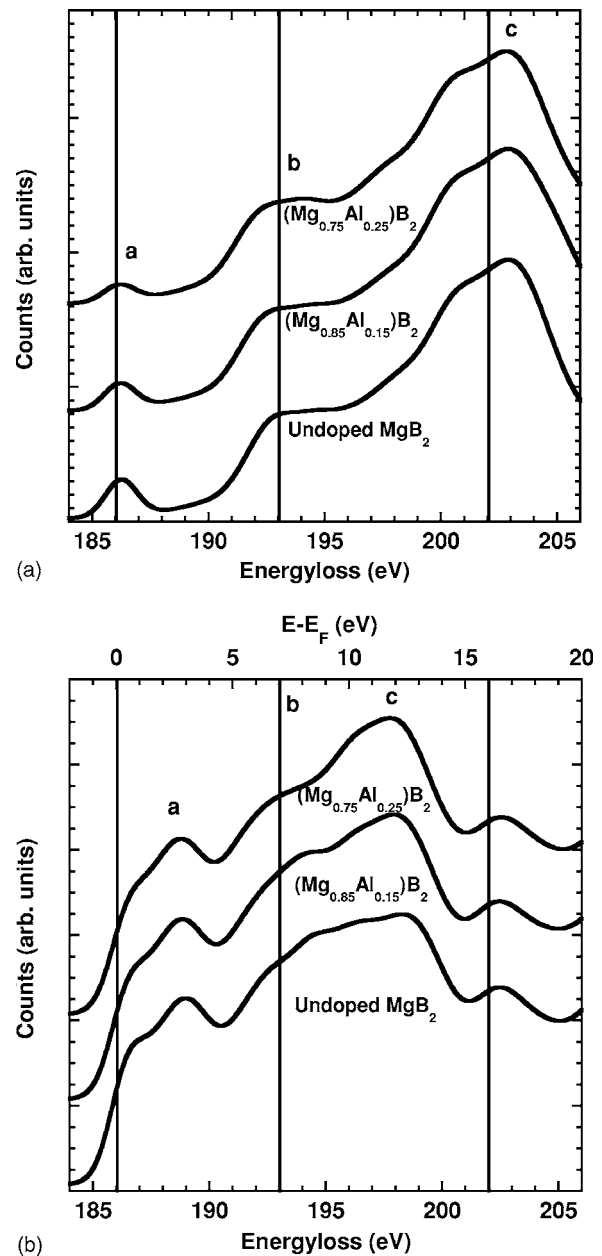 c
b
(Mg0.75Al0.25)B2
a
(Mg0.85Al0.15)B2
Undoped MgB2
Counts (arb. units)
185 190 195 200 205
(a)
Energyloss (eV)
E-EF (eV)
0 5 10 15 20
b
c
a
(Mg0.75Al0.25)B2
(Mg0.85Al0.15)B2
Undoped MgB2
Counts (arb. units)
185 190 195 200 205
(b)
Energyloss (eV)